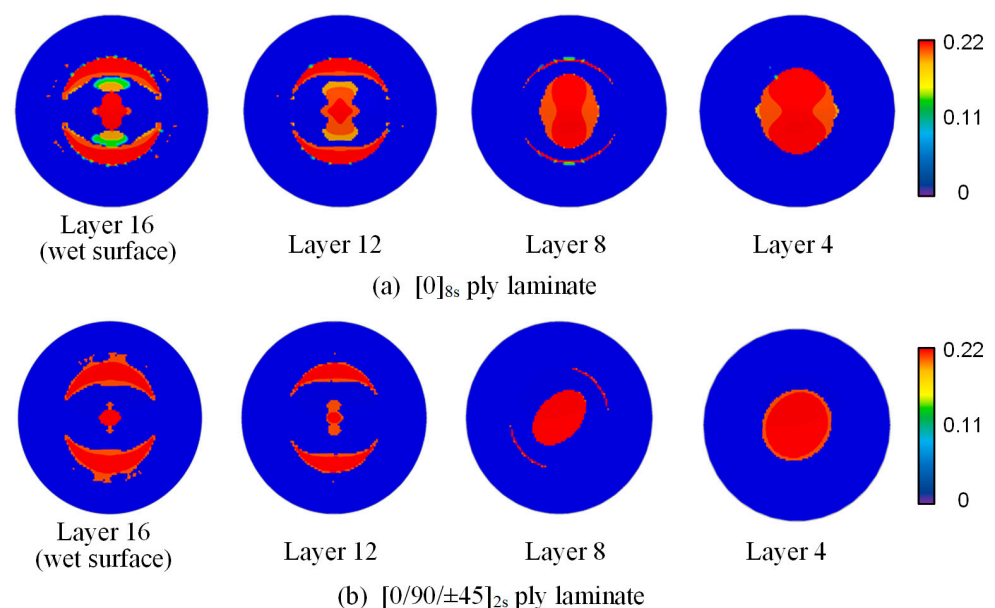 0.22
0.11
0
Layer 16
(wet surface)
Layer 12
Layer 8
Layer 4
(a) [0]8s ply laminate
0.22
0.11
0
Layer 16
(wet surface)
Layer 12
Layer 8
Layer 4
(b) [0/90/±45]2s ply laminate